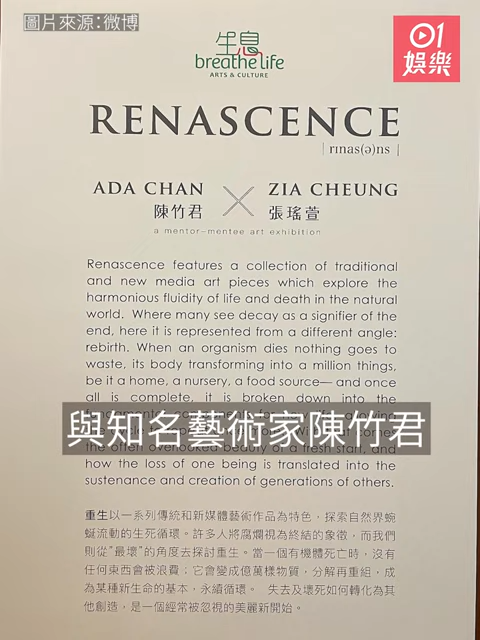 圖片來源：微博
01
娛樂
生息
breathe life
ARTS & CULTURE
RENASCENCE
| rɪnas(ə)ns |
ADA CHAN
陳竹君
ZIA CHEUNG
張瑤萱
a mentor-mentee art exhibition
Renascence features a collection of traditional
and new media art pieces which explore the
harmonious fluidity of life and death in the natural
world. Where many see decay as a signifier of the
end, here it is represented from a different angle:
rebirth. When an organism dies nothing goes to
waste, its body transforming into a million things,
be it a home, a nursery, a food source— and once
all is complete, it is broken down into the
與知名藝術家陳竹君
the often overlooked beauty of a fresh start, and
how the loss of one being is translated into the
sustenance and creation of generations of others.
重生以一系列傳統和新媒體藝術作品為特色，探索自然界蜿
蜒流動的生死循環。許多人將腐爛視為終結的象徵，而我們
則從"最壞"的角度去探討重生。當一個有機體死亡時，沒有
任何東西會被浪費；它會變成億萬樣物質，分解再重組，成
為某種新生命的基本，永續循環。 失去及壞死如何轉化為其
他創造，是一個經常被忽視的美麗新開始。